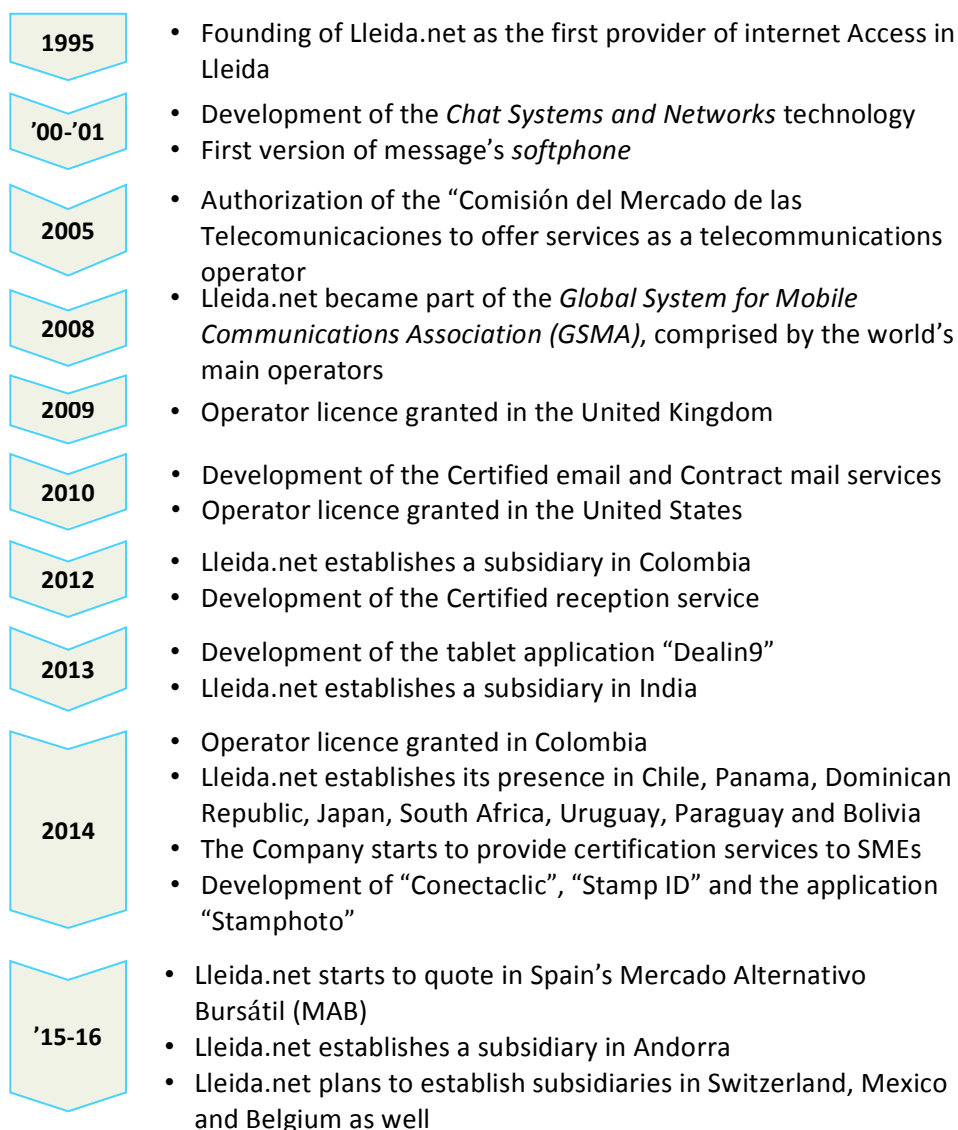 1995
• Founding of Lleida.net as the first provider of internet Access in
Lleida
’00-’01
• Development of the Chat Systems and Networks technology
• First version of message’s softphone
2005
• Authorization of the “Comisión del Mercado de las
Telecomunicaciones to offer services as a telecommunications
operator
2008
• Lleida.net became part of the Global System for Mobile
Communications Association (GSMA), comprised by the world’s
main operators
2009
• Operator licence granted in the United Kingdom
2010
• Development of the Certified email and Contract mail services
• Operator licence granted in the United States
2012
• Lleida.net establishes a subsidiary in Colombia
• Development of the Certified reception service
2013
• Development of the tablet application “Dealin9”
• Lleida.net establishes a subsidiary in India
2014
• Operator licence granted in Colombia
• Lleida.net establishes its presence in Chile, Panama, Dominican
Republic, Japan, South Africa, Uruguay, Paraguay and Bolivia
• The Company starts to provide certification services to SMEs
• Development of “Conectaclic”, “Stamp ID” and the application
“Stamphoto”
’15-16
• Lleida.net starts to quote in Spain’s Mercado Alternativo
Bursátil (MAB)
• Lleida.net establishes a subsidiary in Andorra
• Lleida.net plans to establish subsidiaries in Switzerland, Mexico
and Belgium as well